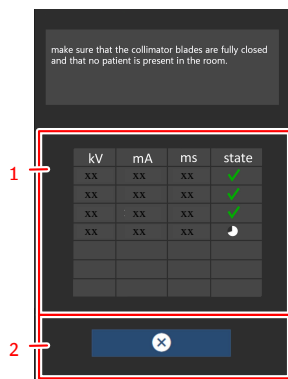 make sure that the collimator blades are fully closed
and that no patient is present in the room.
1
kV mA ms state
xx xx xx
xx xx xx
xx xx xx
xx xx xx
2